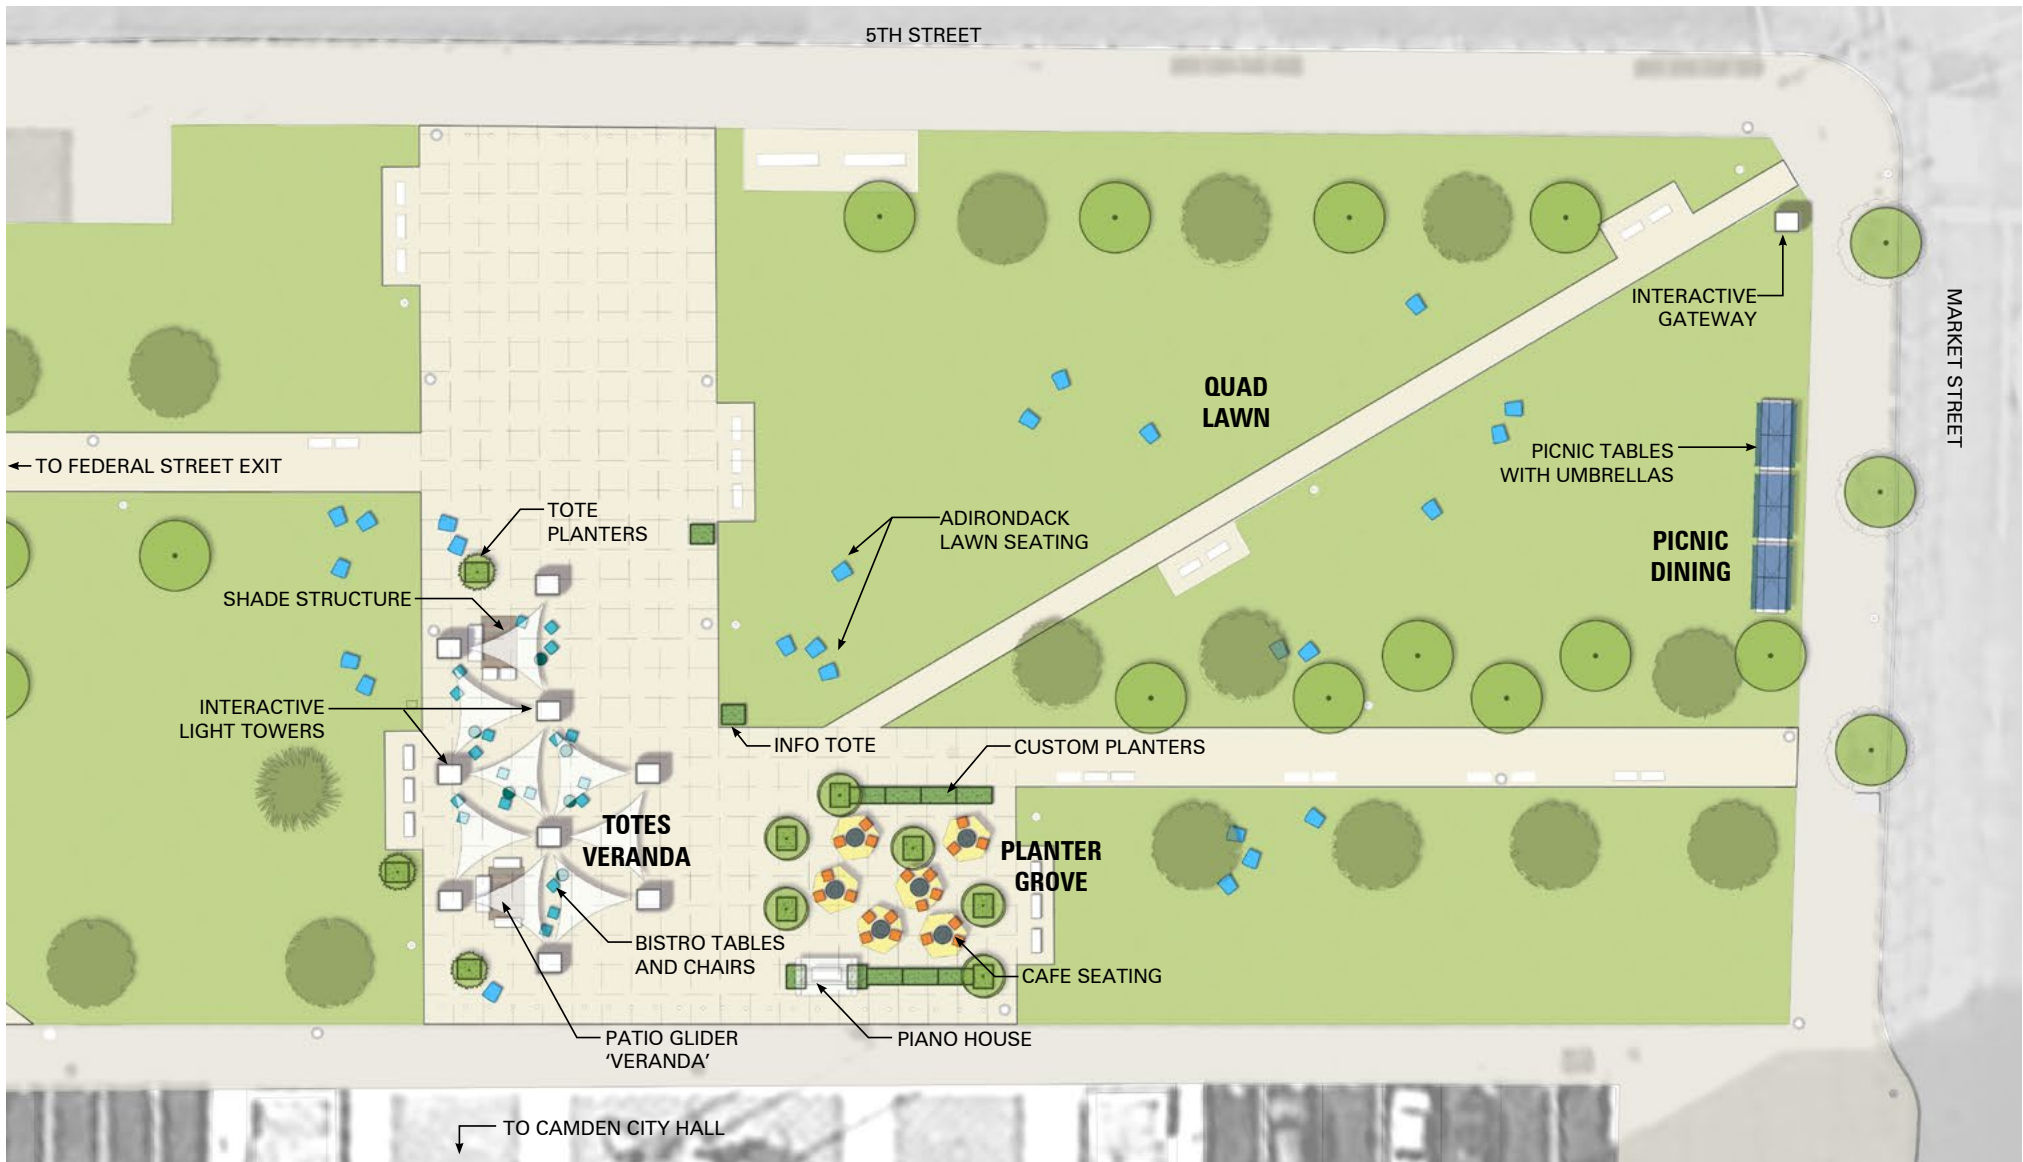 5TH STREET
INTERACTIVE
GATEWAY
MARKET STREET
QUAD
LAWN
PICNIC TABLES
WITH UMBRELLAS
TO FEDERAL STREET EXIT
TOTE
PLANTERS
ADIRONDACK
LAWN SEATING
PICNIC
DINING
SHADE STRUCTURE
INTERACTIVE
LIGHT TOWERS
INFO TOTE
CUSTOM PLANTERS
TOTES
VERANDA
PLANTER
GROVE
BISTRO TABLES
AND CHAIRS
CAFE SEATING
PATIO GLIDER
‘VERANDA’
PIANO HOUSE
TO CAMDEN CITY HALL